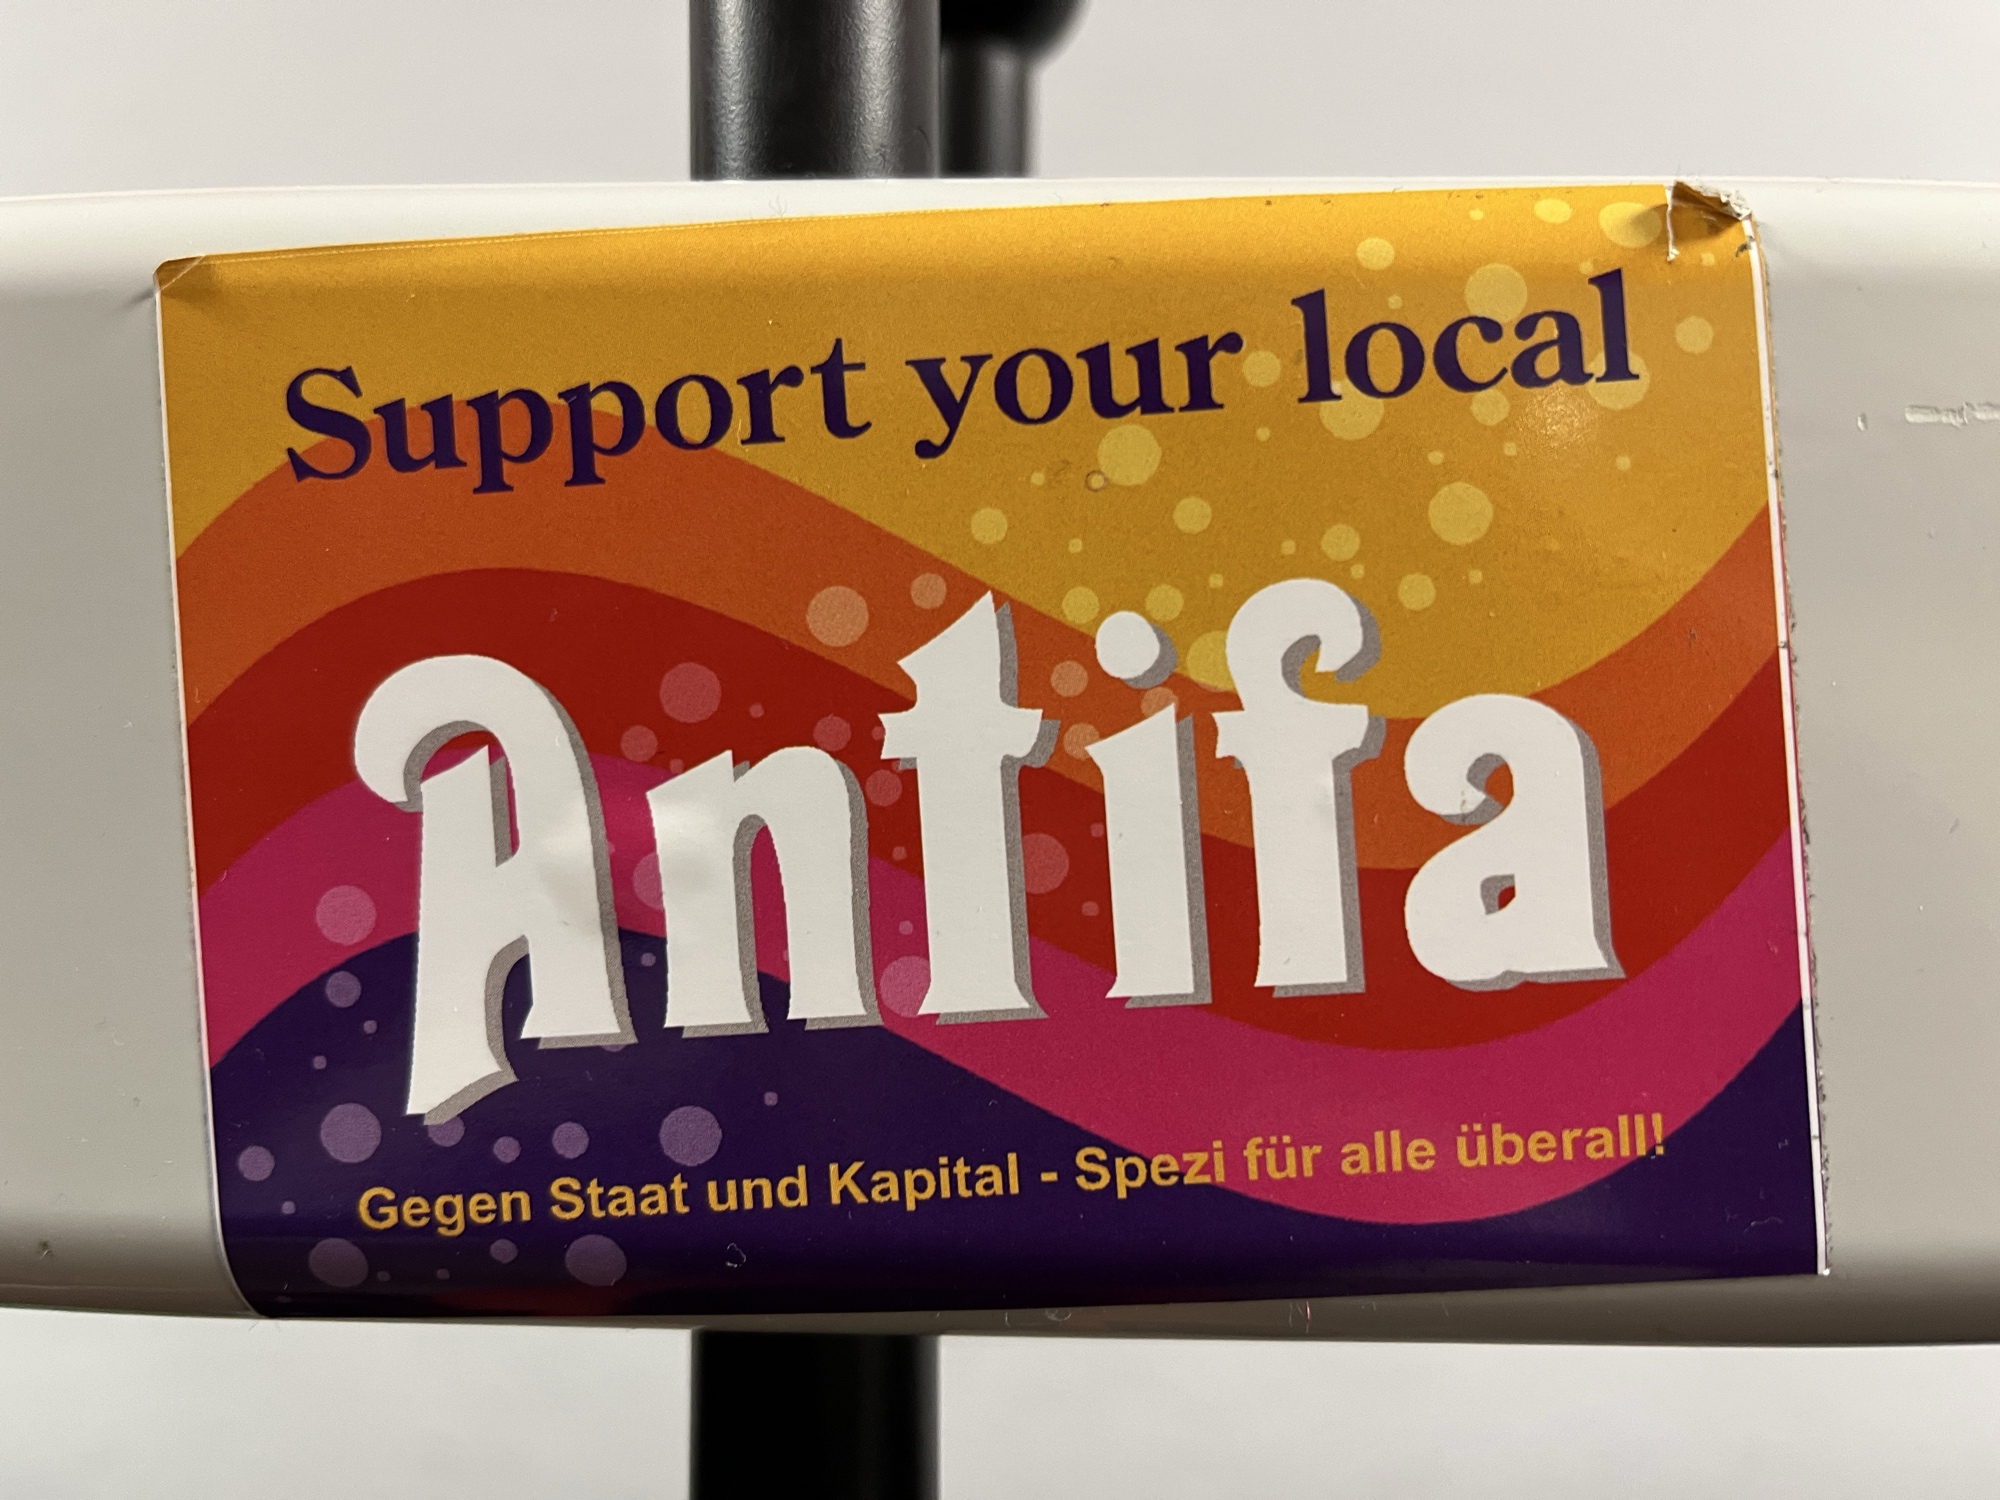 Support your local
Antifa
Gegen Staat und Kapital - Spezi für alle überall!